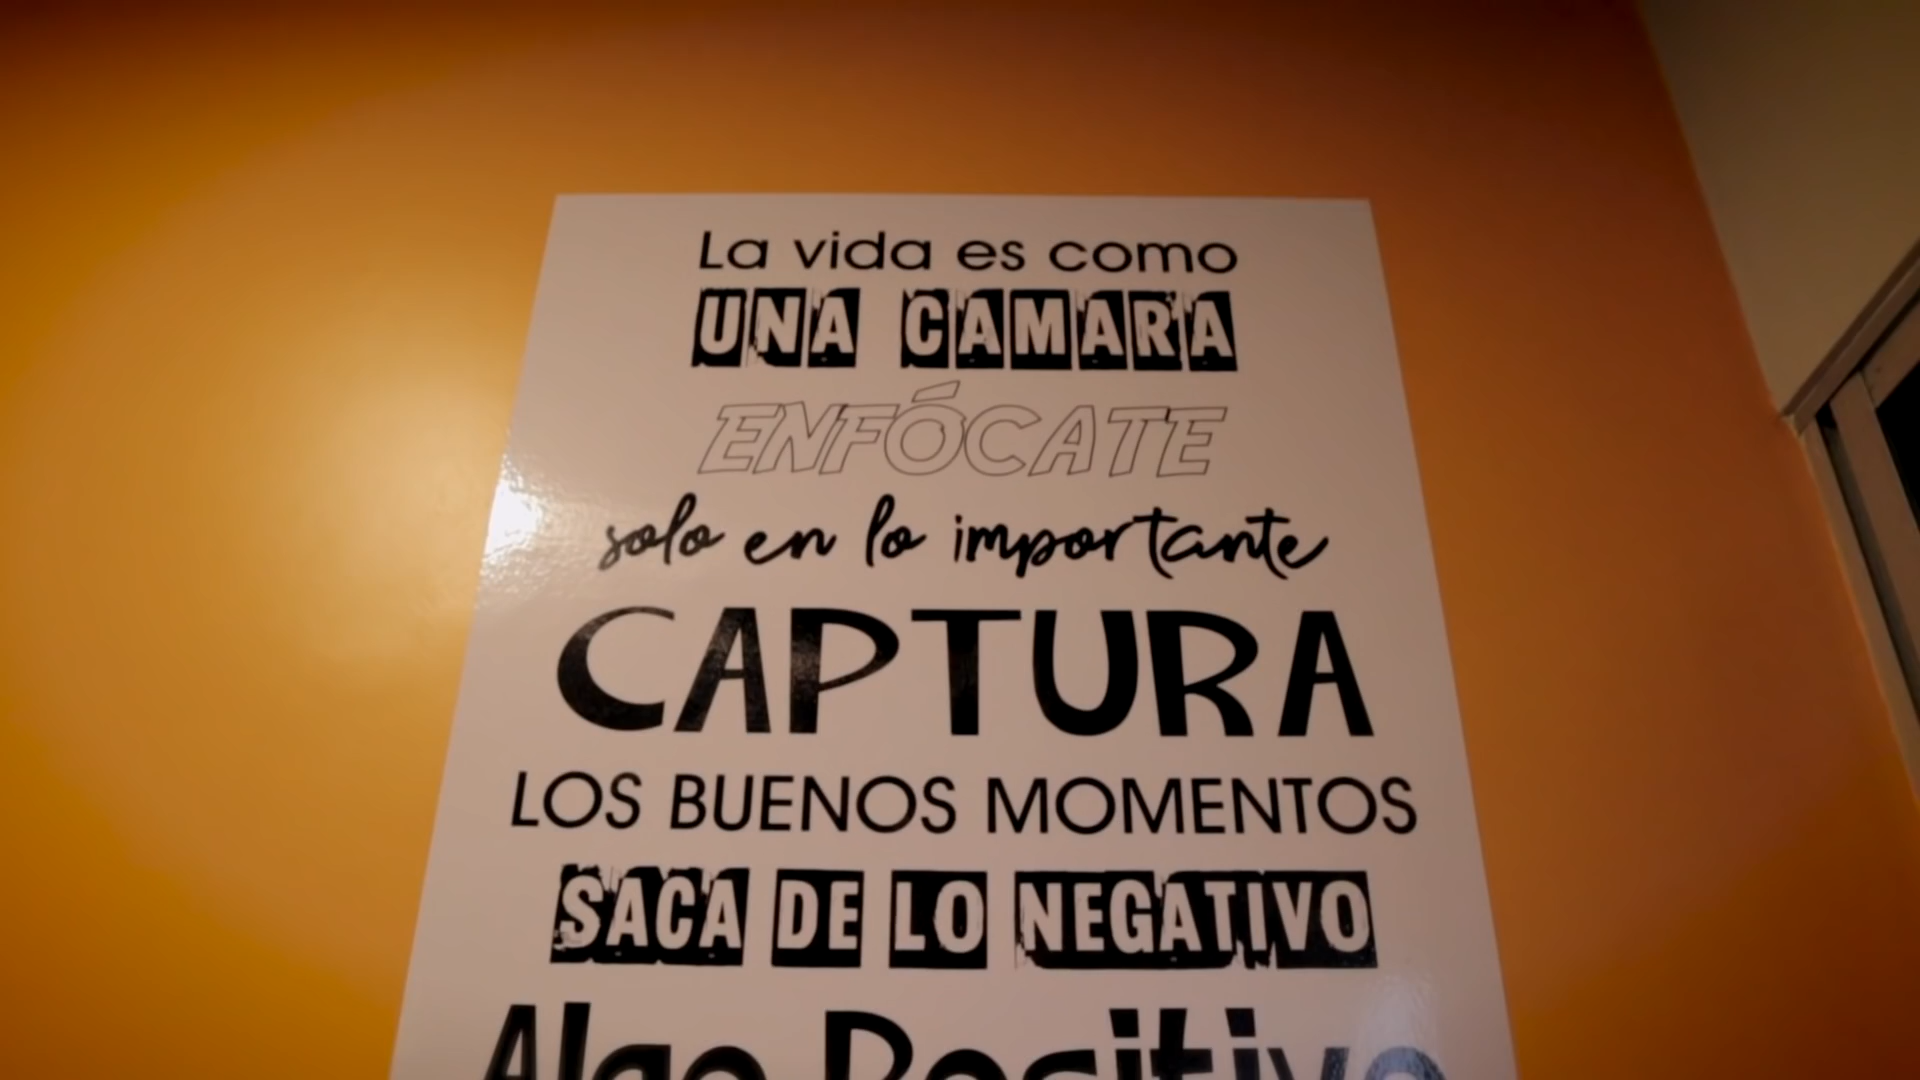 La vida es como
UNA CAMARA
ENFÓCATE
solo en lo importante
CAPTURA
LOS BUENOS MOMENTOS
SACA DE LO NEGATIVO
Algo Positivo